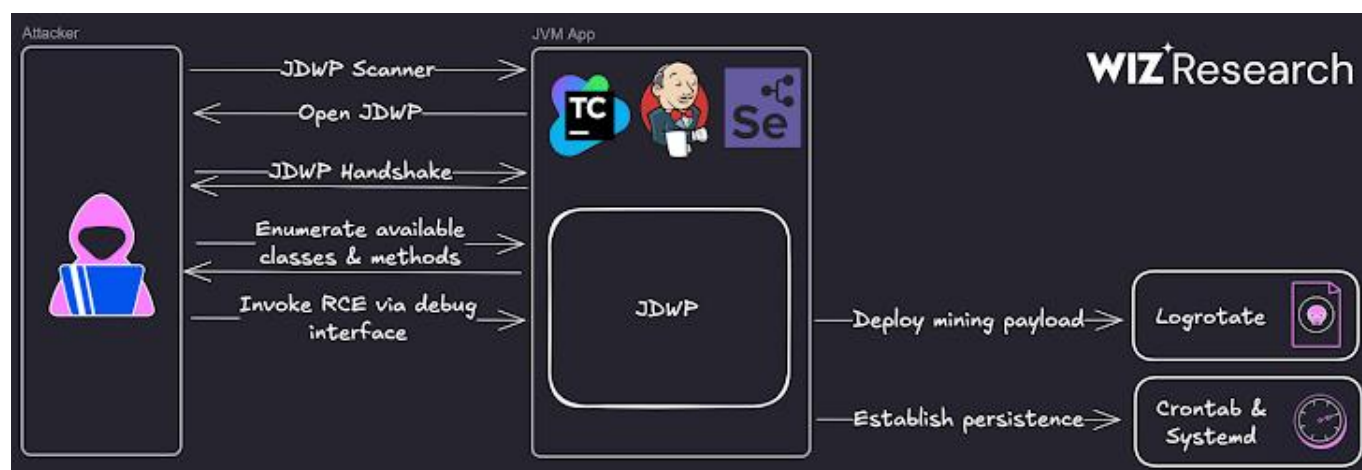 Attacker
JVM App
WIZ Research
JDWP Scanner
Open JDWP
JDWP Handshake
Enumerate available
classes & methods
Invoke RCE via debug
interface
TC
Se
JDWP
Deploy mining payload
Logrotate
Establish persistence
Crontab &
Systemd